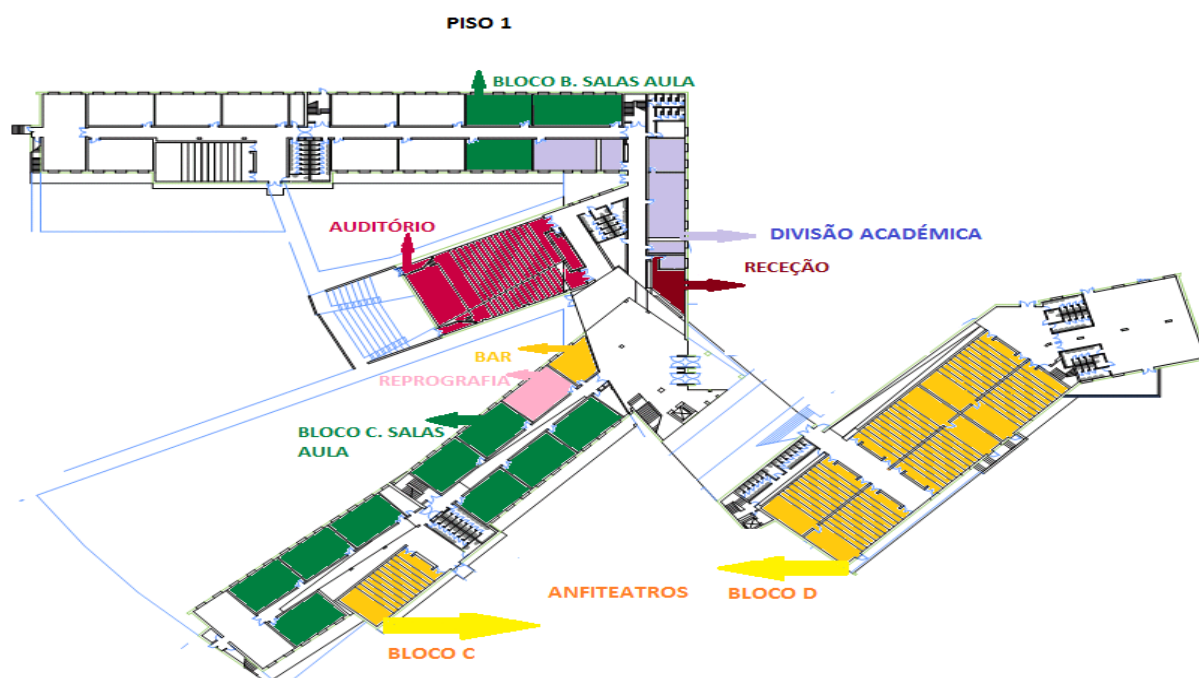 PISO 1
BLOCO B. SALAS AULA
AUDITÓRIO
DIVISÃO ACADÉMICA
RECEÇÃO
BAR
REPROGRAFIA
BLOCO C. SALAS
AULA
ANFITEATROS
BLOCO D
BLOCO C